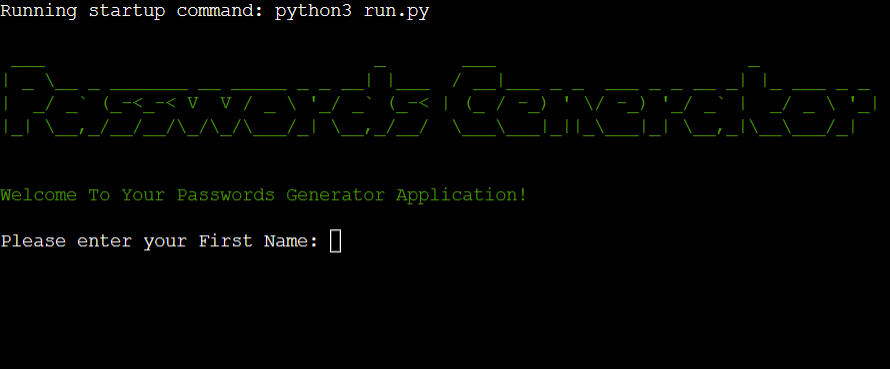 Running startup command: python3 run.py
Passwords Generator
Welcome To Your Passwords Generator Application!
Please enter your First Name: